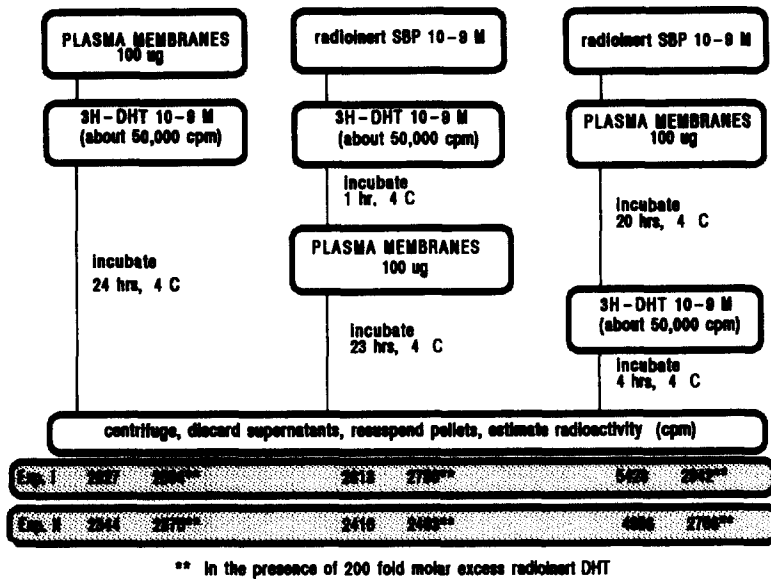 PLASMA MEMBRANES
100 ug
radioinert SBP 10-9 M
radioinert SBP 10-9 M
3H-DHT 10-9 M
(about 50,000 cpm)
3H-DHT 10-9 M
(about 50,000 cpm)
PLASMA MEMBRANES
100 ug
incubate
1 hr, 4 C
incubate
20 hrs, 4 C
PLASMA MEMBRANES
100 ug
incubate
24 hrs, 4 C
3H-DHT 10-9 M
(about 50,000 cpm)
incubate
23 hrs, 4 C
incubate
4 hrs, 4 C
centrifuge, discard supernatants, resuspend pellets, estimate radioactivity (cpm)
Exp. I
Exp. II 2410
** in the presence of 200 fold molar excess radioinert DHT